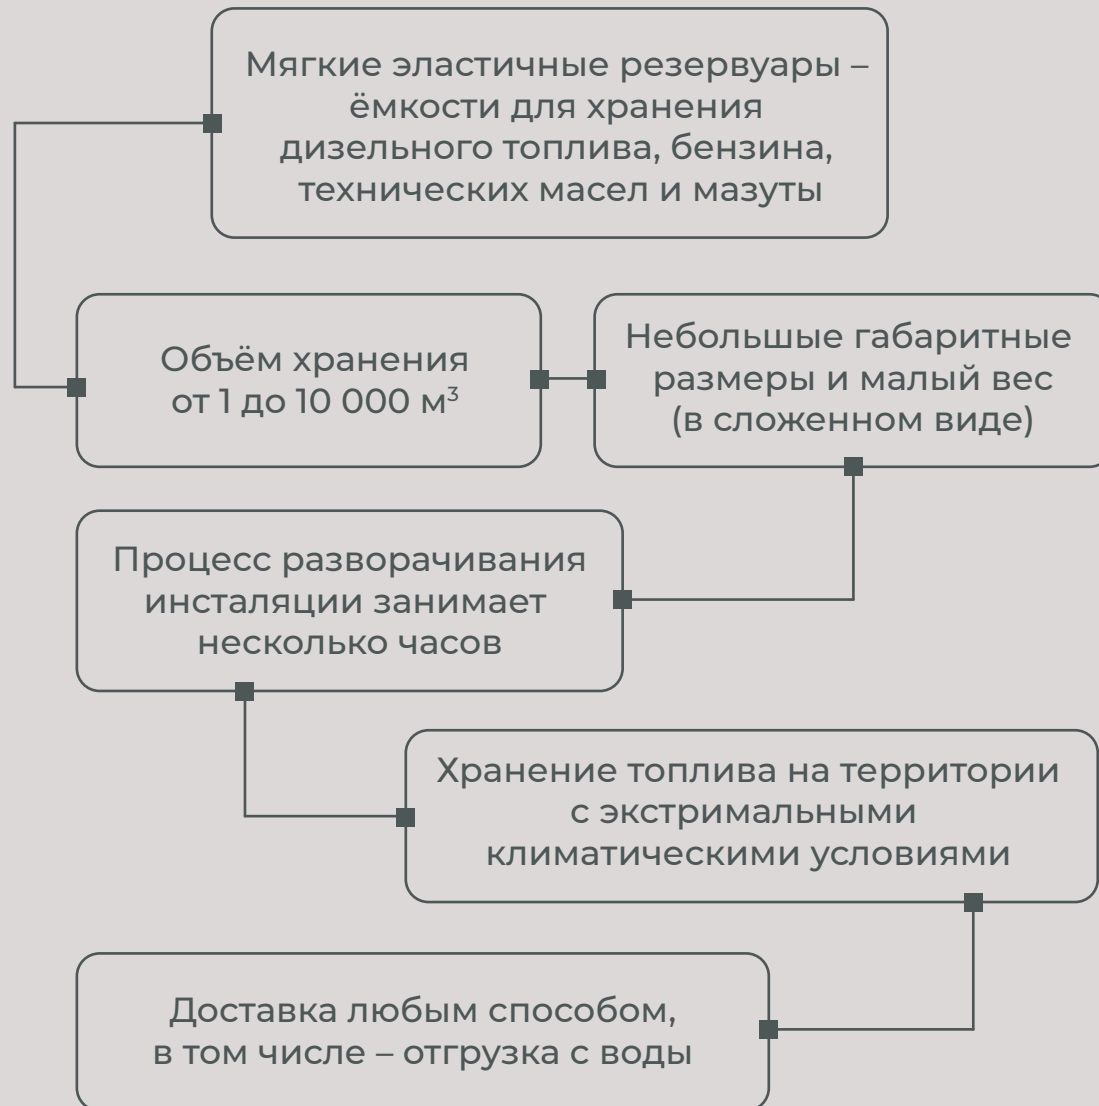 Мягкие эластичные резервуары –
ёмкости для хранения
дизельного топлива, бензина,
технических масел и мазуты
Объём хранения
от 1 до 10 000 м³
Небольшые габаритные
размеры и малый вес
(в сложенном виде)
Процесс разворачивания
инсталяции занимает
несколько часов
Хранение топлива на территории
с экстримальными
климатическими условиями
Доставка любым способом,
в том числе – отгрузка с воды